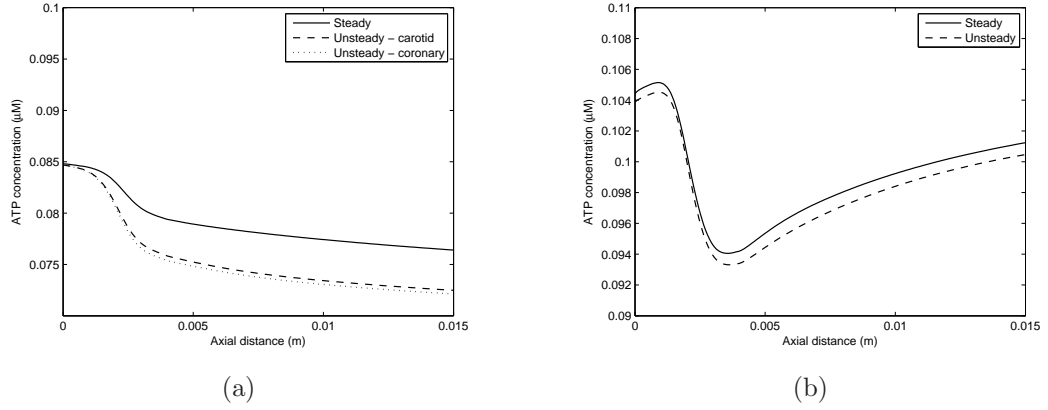 0.1
0.095
0.09
0.085
0.08
0.075
ATP concentration (µM)
0
0.005
0.01
0.015
Axial distance (m)
Steady
Unsteady − carotid
Unsteady − coronary
(a)
0.11
0.108
0.106
0.104
0.102
0.1
0.098
0.096
0.094
0.092
0.09
ATP concentration (µM)
0
0.005
0.01
0.015
Axial distance (m)
Steady
Unsteady
(b)